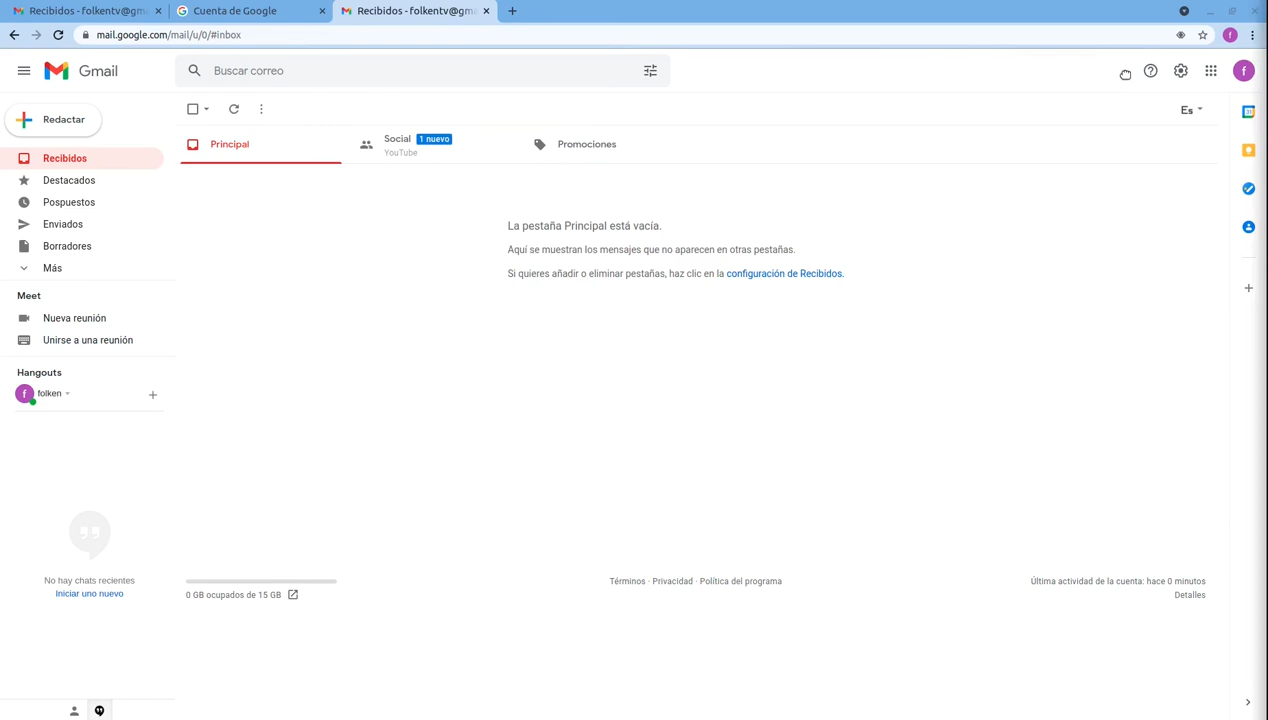 Recibidos - folkentv@gma
Cuenta de Google
Recibidos - folkentv@gm
mail.google.com/mail/u/0/#inbox
f
Gmail
Buscar correo
f
Redactar
Es
31
Principal
Social 1 nuevo
YouTube
Promociones
Recibidos
Destacados
Pospuestos
Enviados
Borradores
Más
La pestaña Principal está vacía.
Aquí se muestran los mensajes que no aparecen en otras pestañas.
Si quieres añadir o eliminar pestañas, haz clic en la configuración de Recibidos.
Meet
Nueva reunión
Unirse a una reunión
Hangouts
f folken
No hay chats recientes
Iniciar uno nuevo
0 GB ocupados de 15 GB
Términos · Privacidad · Política del programa
Última actividad de la cuenta: hace 0 minutos
Detalles